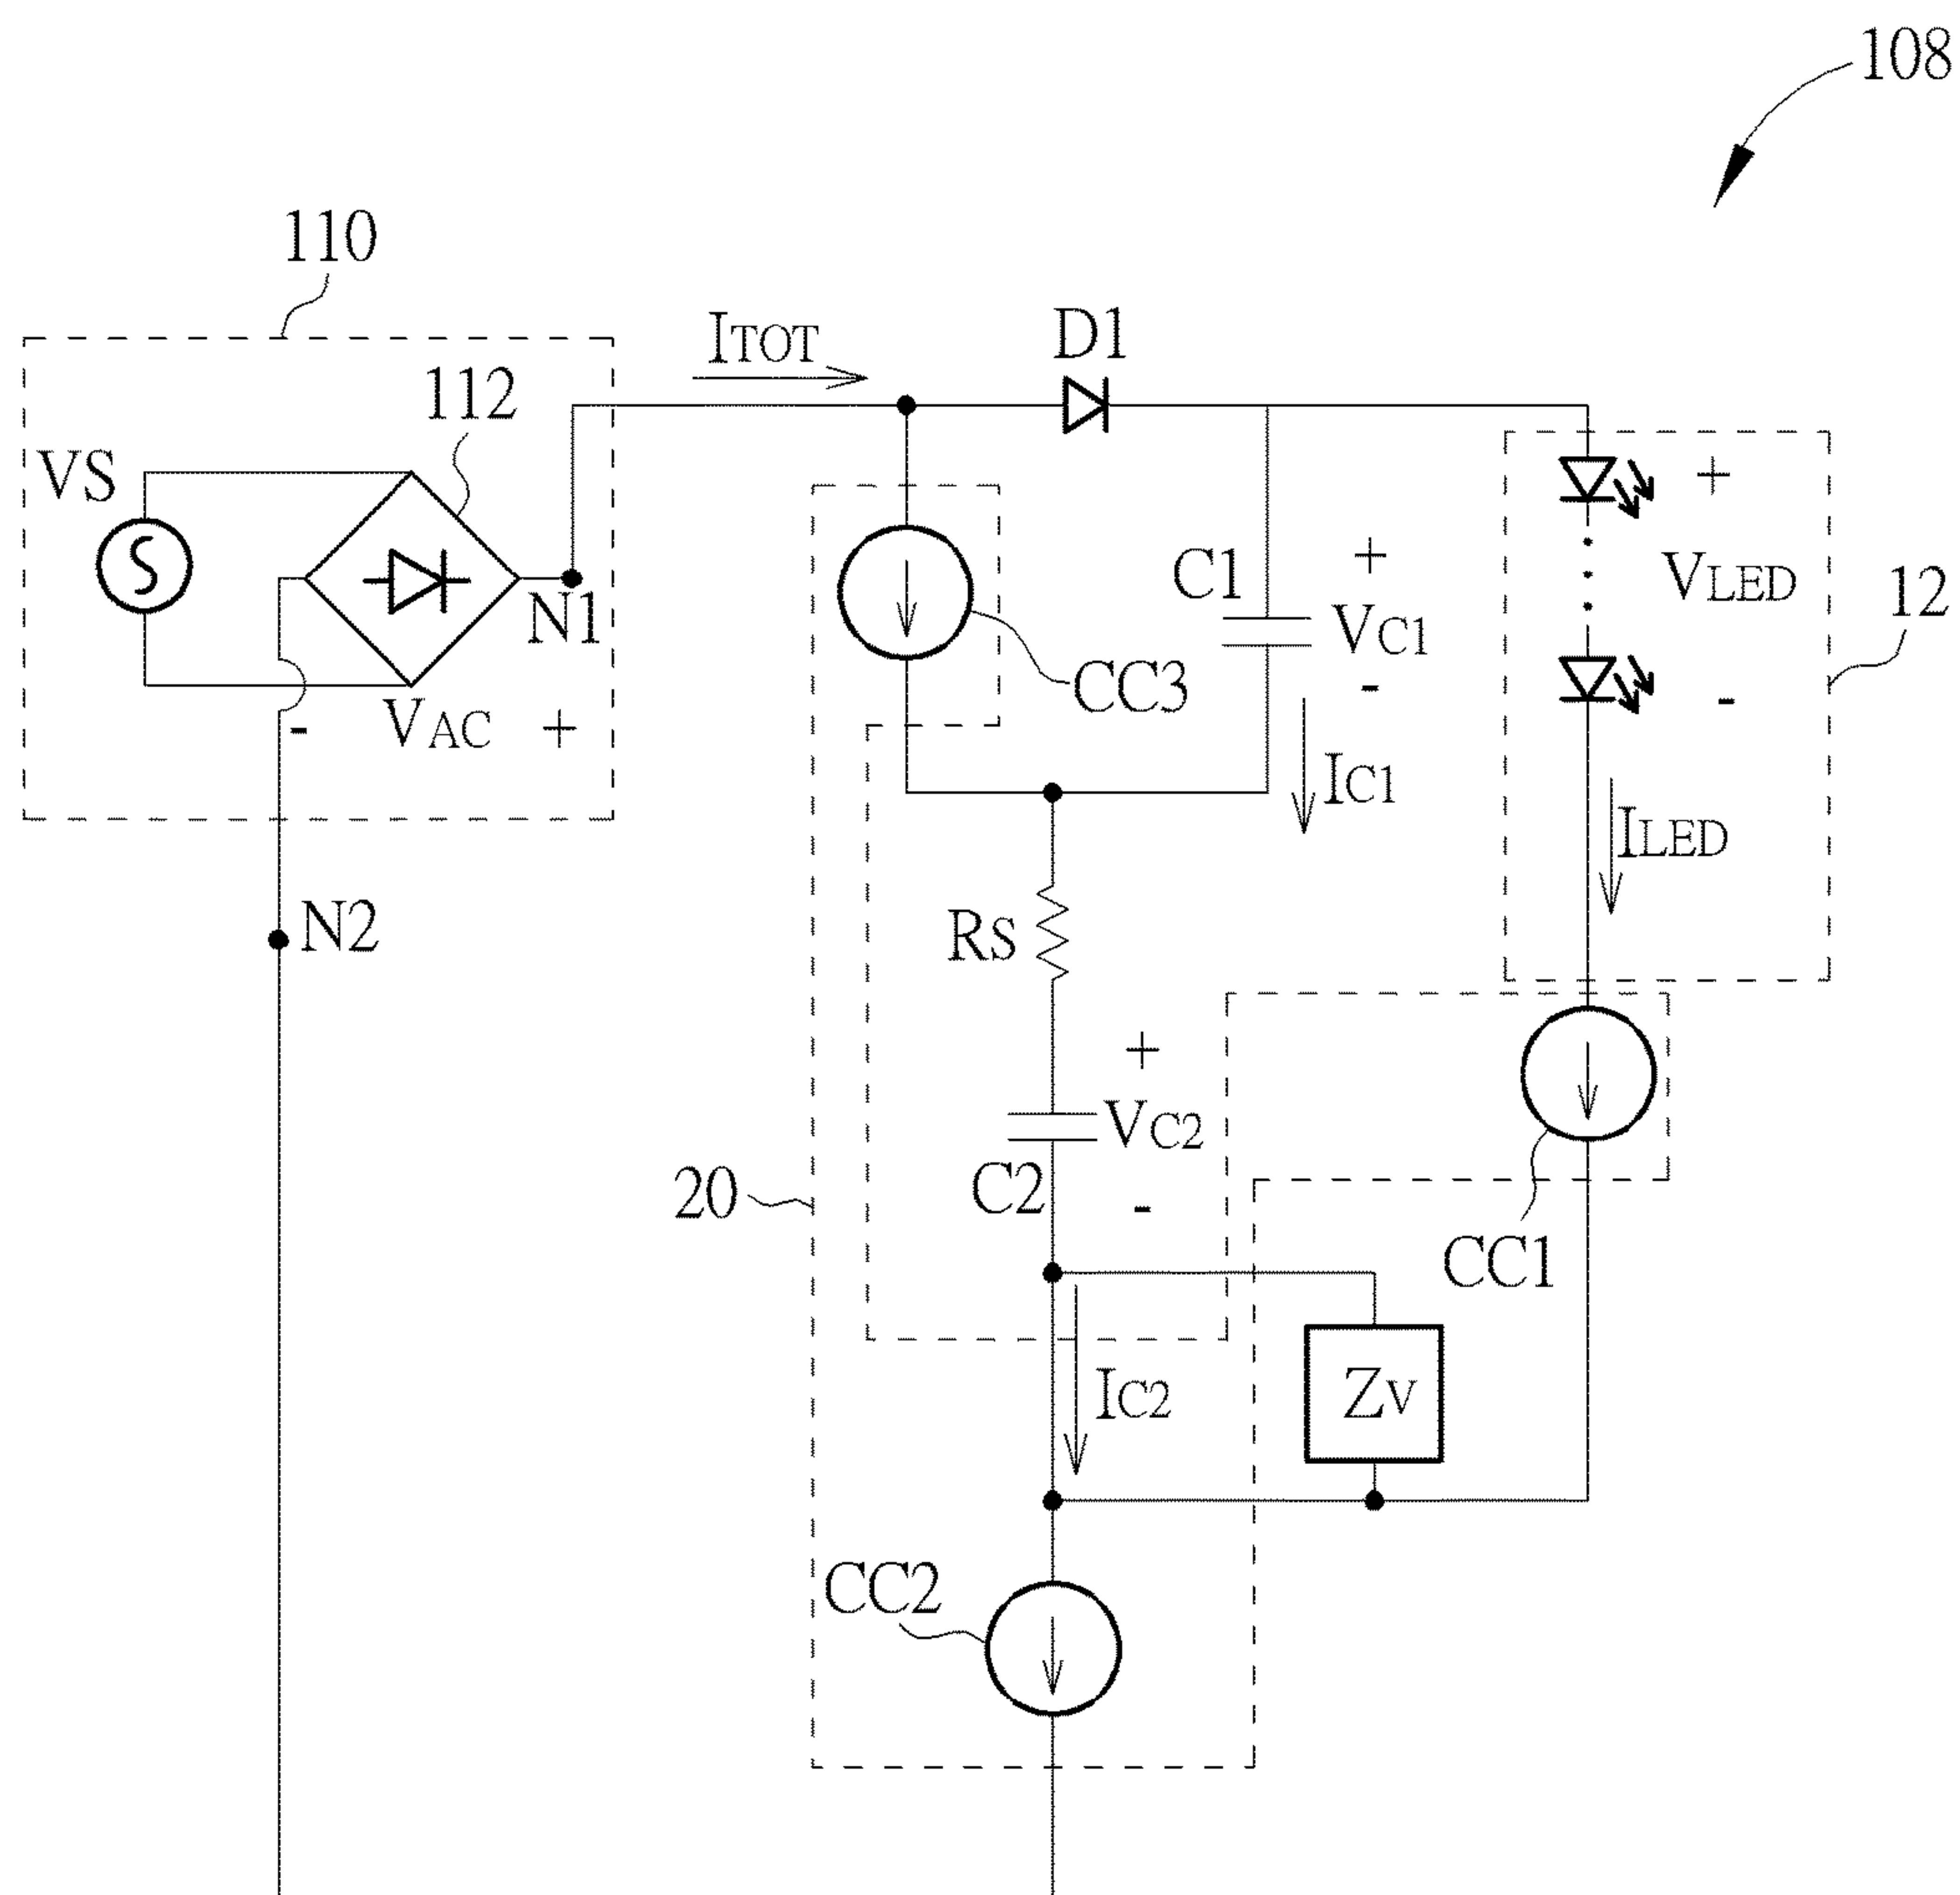 108
110
ITOT
D1
112
VS
N1
VAC
-
+
CC3
C1
+
VC1
-
IC1
+
VLED
-
12
ILED
N2
RS
+
VC2
-
C2
20
CC1
IC2
ZV
CC2